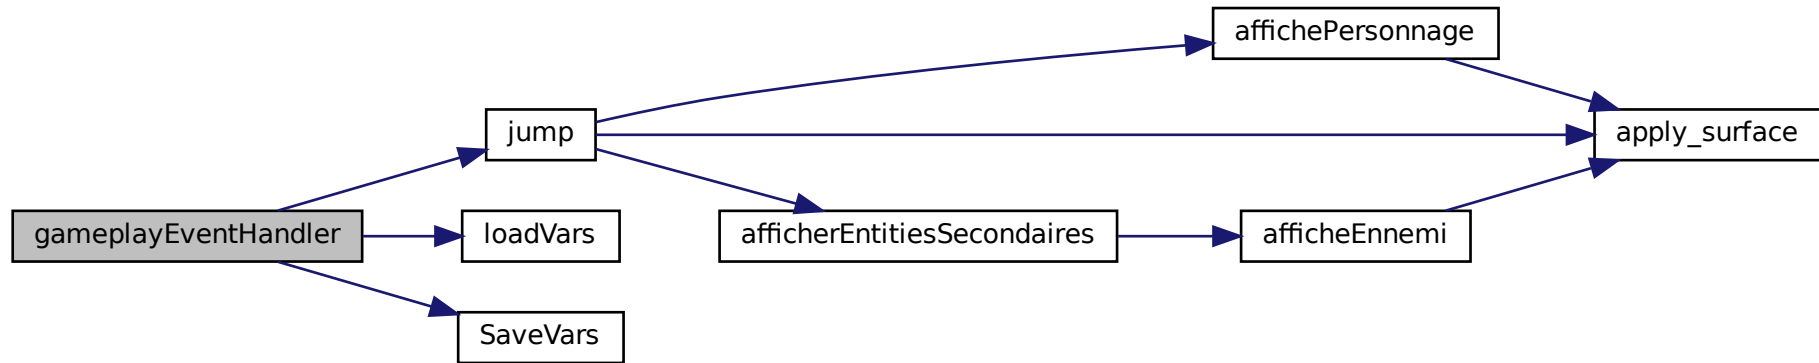 gameplayEventHandler
jump
loadVars
SaveVars
affichePersonnage
afficherEntitiesSecondaires
afficheEnnemi
apply_surface